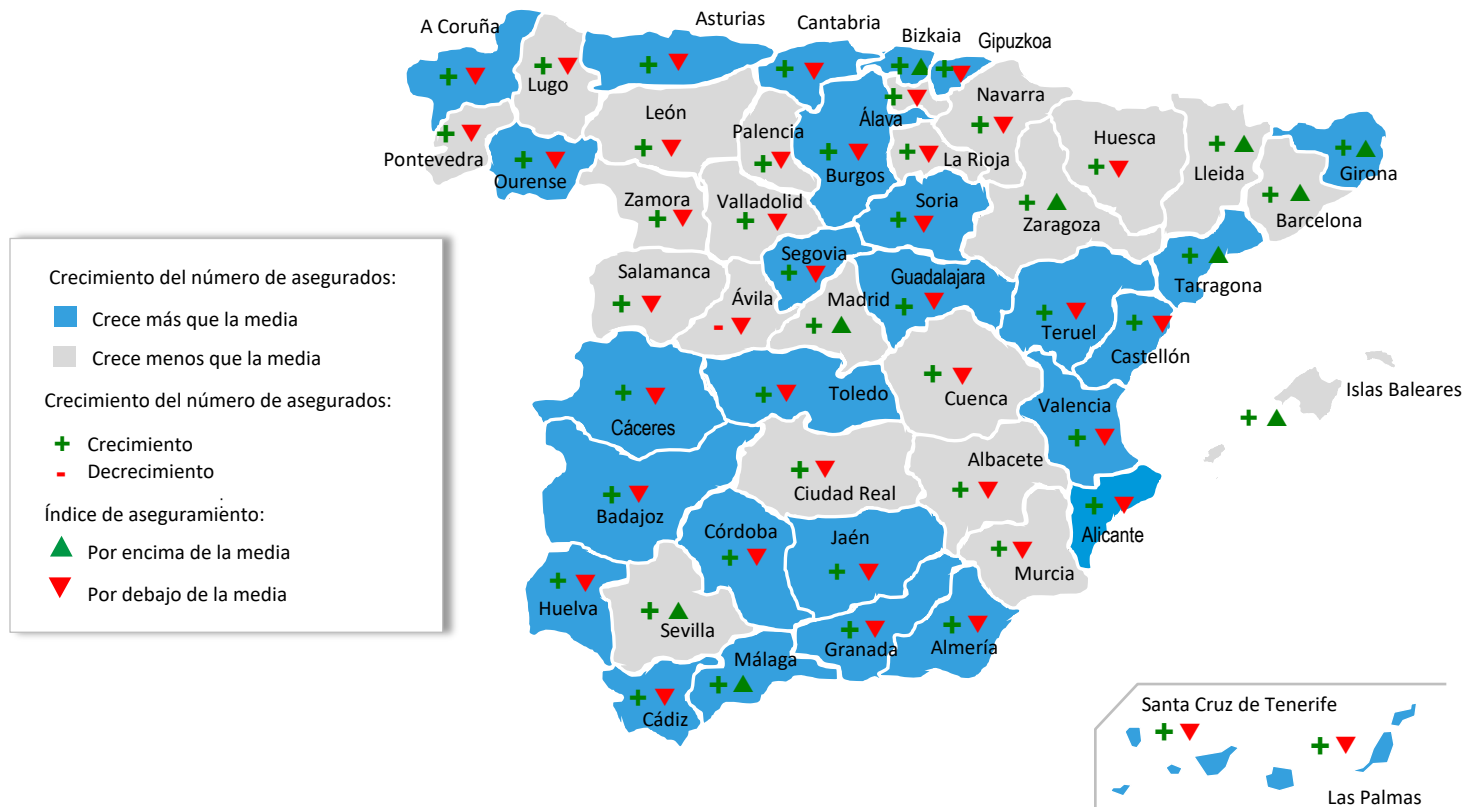 A Coruña
Asturias
Cantabria
Bizkaia
Gipuzkoa
Lugo
León
Palencia
Álava
Navarra
Huesca
Pontevedra
Ourense
Burgos
La Rioja
Lleida
Girona
Zamora
Valladolid
Soria
Zaragoza
Barcelona
Crecimiento del número de asegurados:
Crece más que la media
Crece menos que la media
Crecimiento del número de asegurados:
+ Crecimiento
- Decrecimiento
Índice de aseguramiento:
Por encima de la media
Por debajo de la media
Segovia
Salamanca
Ávila
Madrid
Guadalajara
Tarragona
Teruel
Castellón
Toledo
Cuenca
Valencia
Islas Baleares
Cáceres
Albacete
Ciudad Real
Badajoz
Córdoba
Jaén
Alicante
Murcia
Huelva
Sevilla
Granada
Almería
Málaga
Cádiz
Santa Cruz de Tenerife
Las Palmas